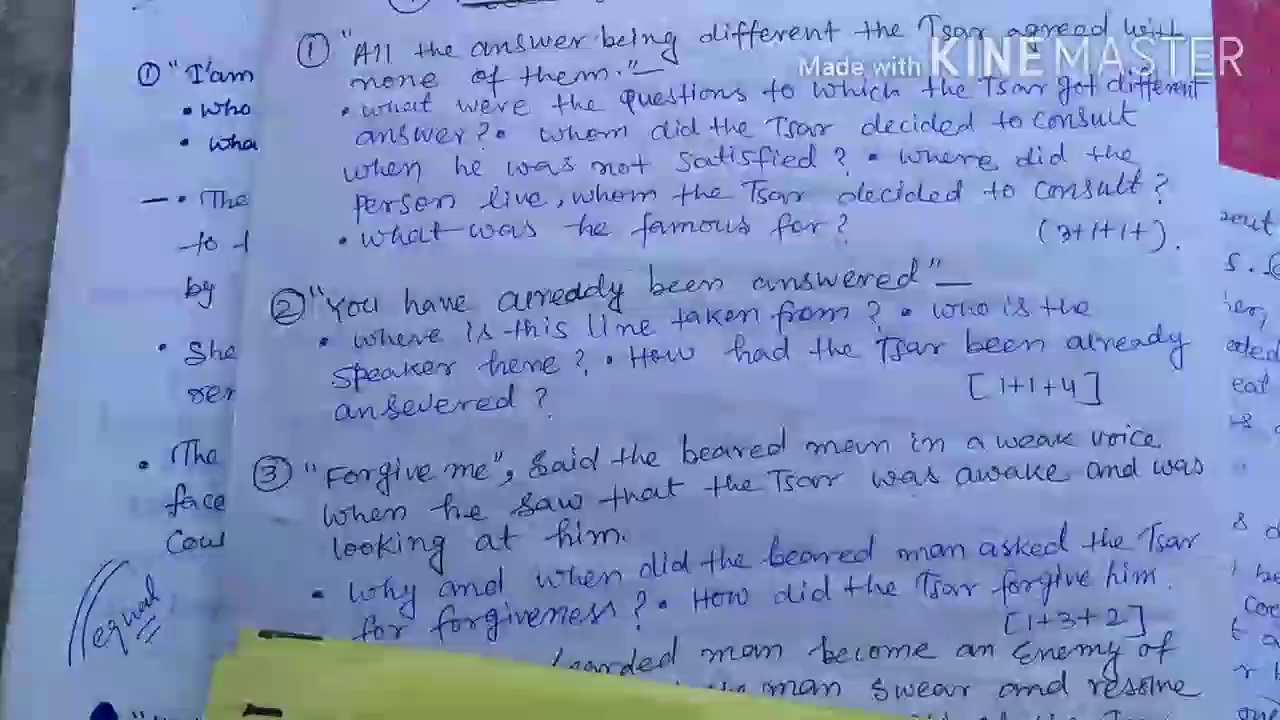 ① "All the answer being different the Tsar agreed with
none of them."—
• what were the questions to which the Tsar got different
answer? • whom did the Tsar decided to consult
when he was not satisfied? • where did the
person live, whom the Tsar decided to consult?
• what was he famous for? (3+1+1+).
② "You have alreddy been answered"—
• where is this line taken from? • who is the
speaker here? • How had the Tsar been already
answered? [1+1+4]
③ "Forgive me", Said the beared man in a weak voice
when he saw that the Tsar was awake and was
looking at him.
• why and when did the beared man asked the Tsar
for forgiveness? • How did the Tsar forgive him.
[1+3+2]
bearded man become an Enemy of
man swear and
① "I am
• who
• wha
— • The
to
by
• She
• The
face
equal
Made with KINEMASTER